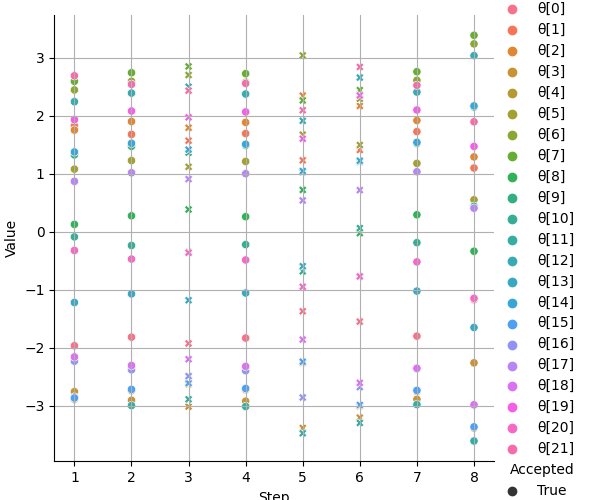 θ[0]
θ[1]
θ[2]
θ[3]
θ[4]
θ[5]
θ[6]
θ[7]
θ[8]
θ[9]
θ[10]
θ[11]
θ[12]
θ[13]
θ[14]
θ[15]
θ[16]
θ[17]
θ[18]
θ[19]
θ[20]
θ[21]
Accepted
True
Value
3
2
1
0
−1
−2
−3
1 2 3 4 5 6 7 8
Step